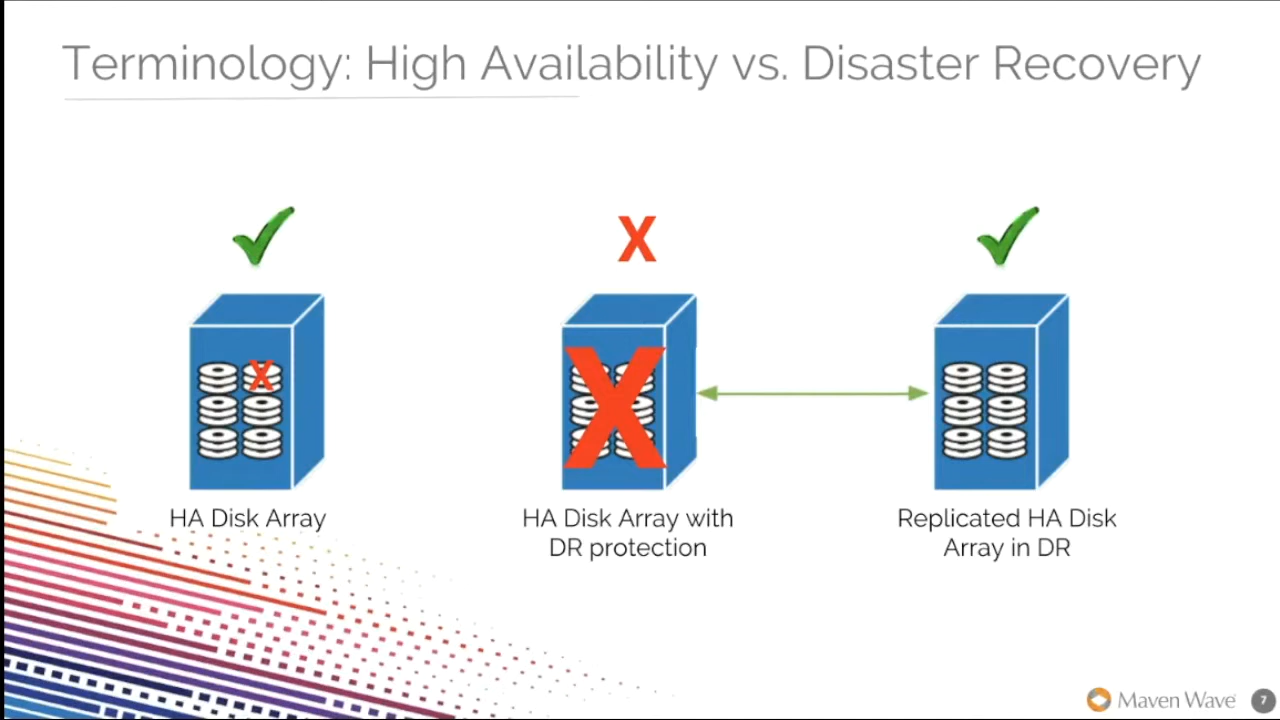 Terminology: High Availability vs. Disaster Recovery
X
X
X
HA Disk Array
HA Disk Array with
DR protection
Replicated HA Disk
Array in DR
Maven Wave
7